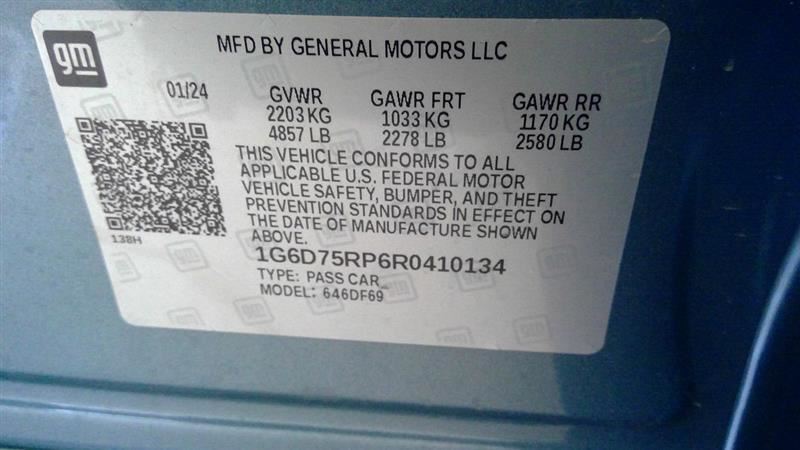 gm
MFD BY GENERAL MOTORS LLC
01/24
GVWR GAWR FRT GAWR RR
2203 KG 1033 KG 1170 KG
4857 LB 2278 LB 2580 LB
THIS VEHICLE CONFORMS TO ALL
APPLICABLE U.S. FEDERAL MOTOR
VEHICLE SAFETY, BUMPER, AND THEFT
PREVENTION STANDARDS IN EFFECT ON
THE DATE OF MANUFACTURE SHOWN
ABOVE.
138H
1G6D75RP6R0410134
TYPE: PASS CAR
MODEL: 646DF69